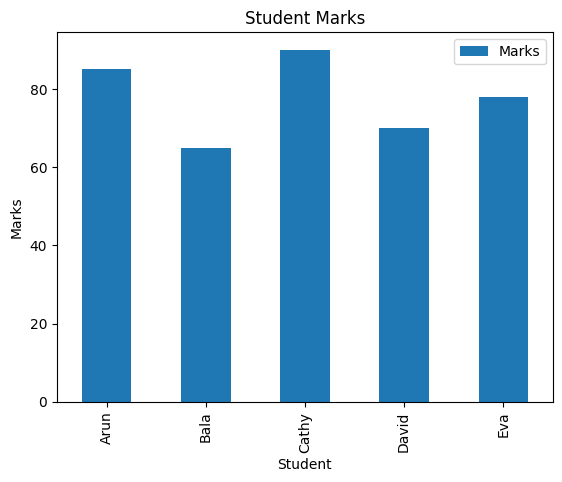 Student Marks
Marks
Marks
80
60
40
20
0
Arun
Bala
Cathy
David
Eva
Student